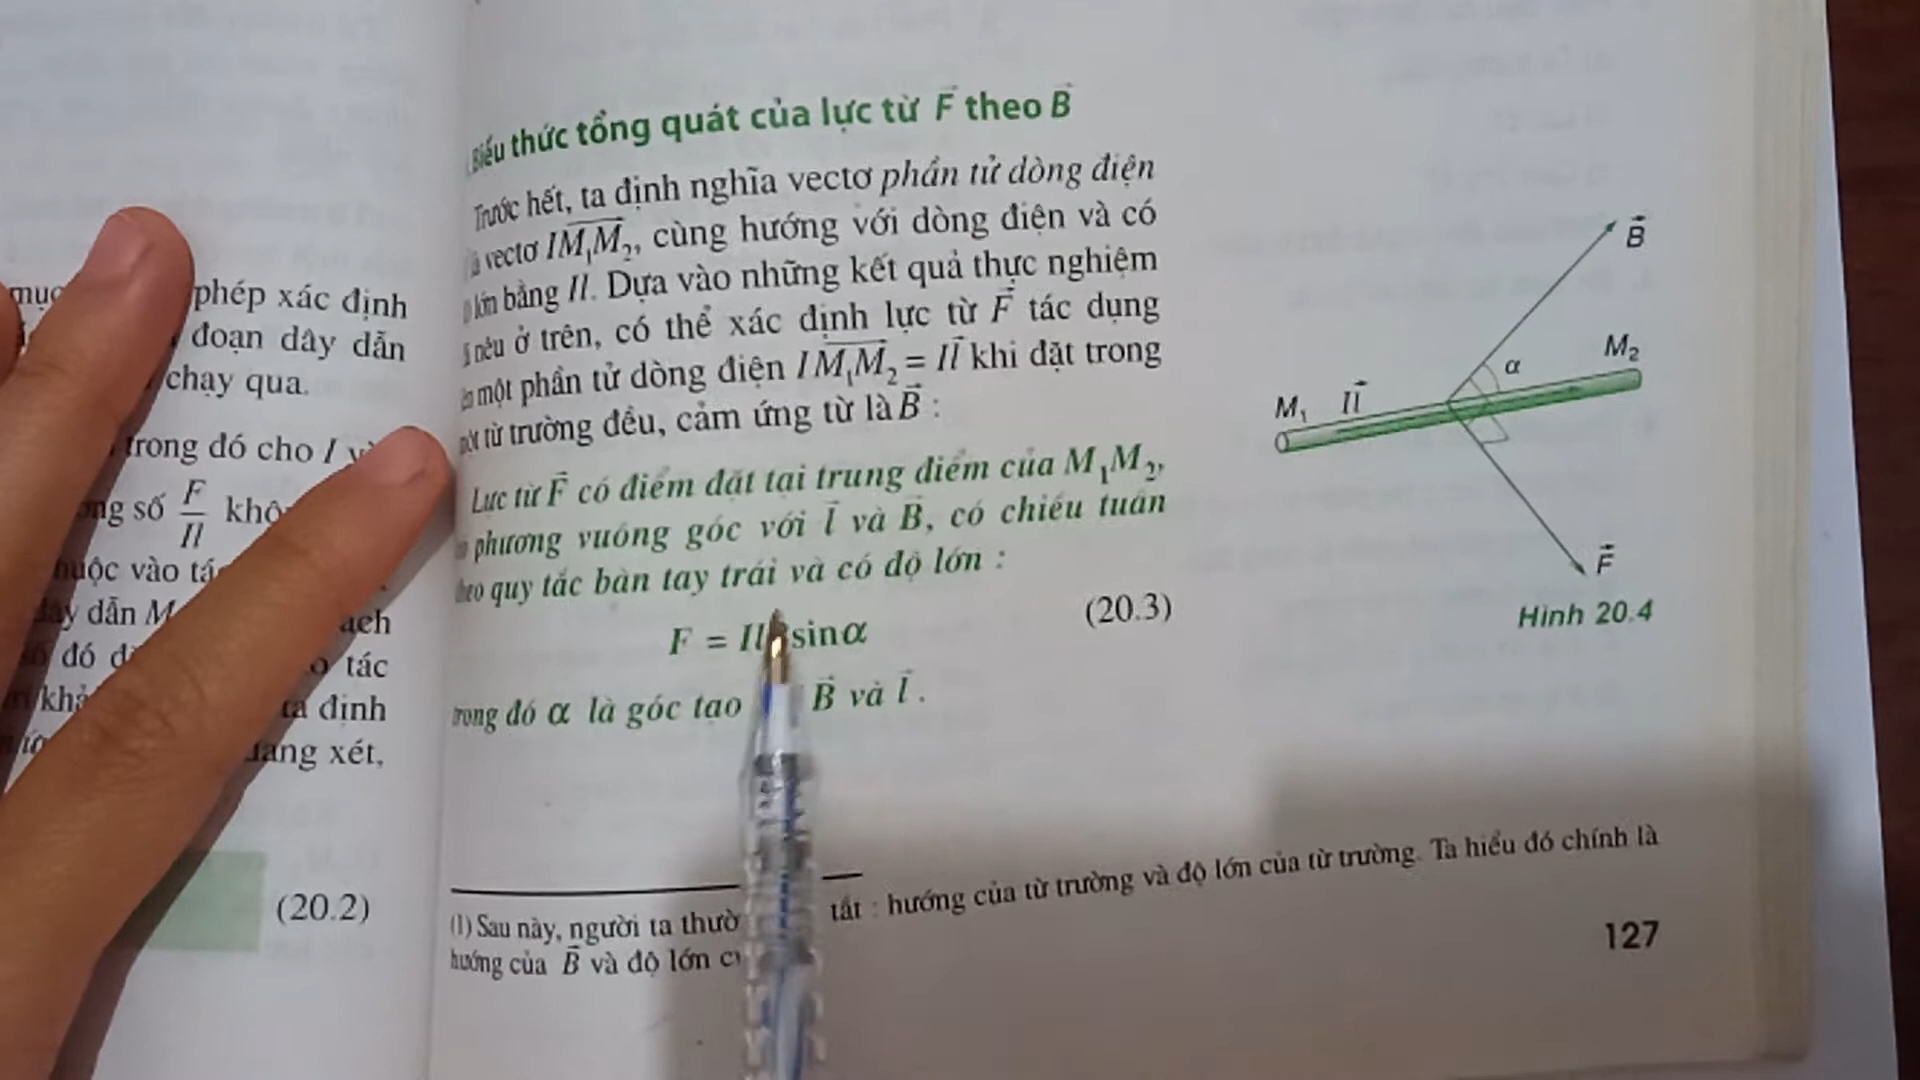 phép xác định
đoạn dây dẫn
chạy qua.
trong đó cho I
số F/Il
dây dẫn M
đó
tác
ta định
xét,
(20.2)
Biểu thức tổng quát của lực từ F⃗ theo B⃗
Trước hết, ta định nghĩa vectơ phần tử dòng điện
vectơ IM₁M₂, cùng hướng với dòng điện và có
lớn bằng Il. Dựa vào những kết quả thực nghiệm
nêu ở trên, có thể xác định lực từ F⃗ tác dụng
một phần tử dòng điện IM₁M₂ = Il⃗ khi đặt trong
từ trường đều, cảm ứng từ là B⃗ :
Lực từ F⃗ có điểm đặt tại trung điểm của M₁M₂,
phương vuông góc với l⃗ và B⃗, có chiều tuân
theo quy tắc bàn tay trái và có độ lớn :
F = Il sinα
(20.3)
trong đó α là góc tạo B⃗ và l⃗ .
B⃗
α
M₂
M₁ Il⃗
F⃗
Hình 20.4
(1) Sau này, người ta tắt : hướng của từ trường và độ lớn của từ trường. Ta hiểu đó chính là
hướng của B⃗ và độ lớn
127